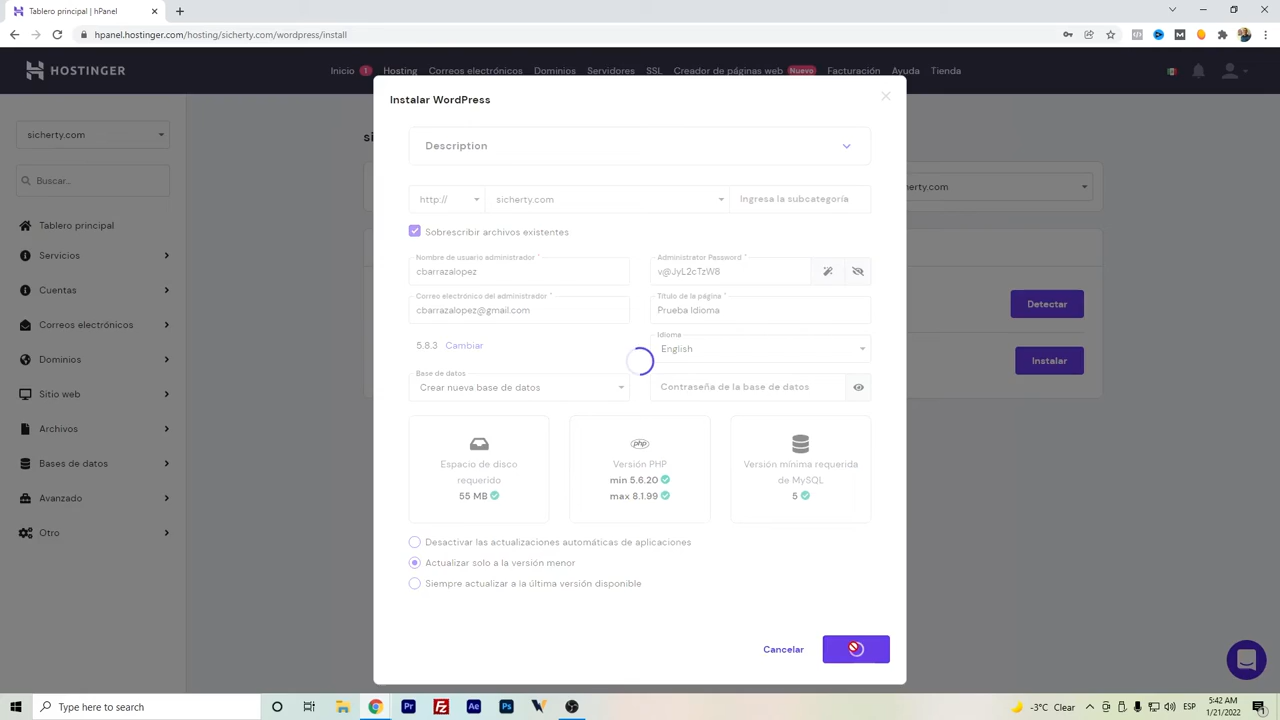 Tablero principal | hPanel
hpanel.hostinger.com/hosting/sicherty.com/wordpress/install
HOSTINGER
Inicio 1 Hosting Correos electrónicos Dominios Servidores SSL Creador de páginas web Nuevo Facturación Ayuda Tienda
Instalar WordPress
sicherty.com
si
Description
Buscar...
herty.com
http:// sicherty.com Ingresa la subcategoría
Tablero principal
Sobrescribir archivos existentes
Servicios
Nombre de usuario administrador * Administrator Password *
cbarrazalopez v@JyL2cTzW8
Cuentas
Correo electrónico del administrador * Título de la página *
cbarrazalopez@gmail.com Prueba Idioma
Detectar
Correos electrónicos
Idioma
5.8.3 Cambiar English
Dominios
Instalar
Base de datos
Crear nueva base de datos Contraseña de la base de datos
Sitio web
Archivos
Bases de datos
Espacio de disco requerido
55 MB
php
Versión PHP
min 5.6.20
max 8.1.99
Versión mínima requerida de MySQL
5
Avanzado
Otro
Desactivar las actualizaciones automáticas de aplicaciones
Actualizar solo a la versión menor
Siempre actualizar a la última versión disponible
Cancelar
Type here to search
Pr Fz Ae Ps
-3°C Clear
ESP
5:42 AM
1/21/2022